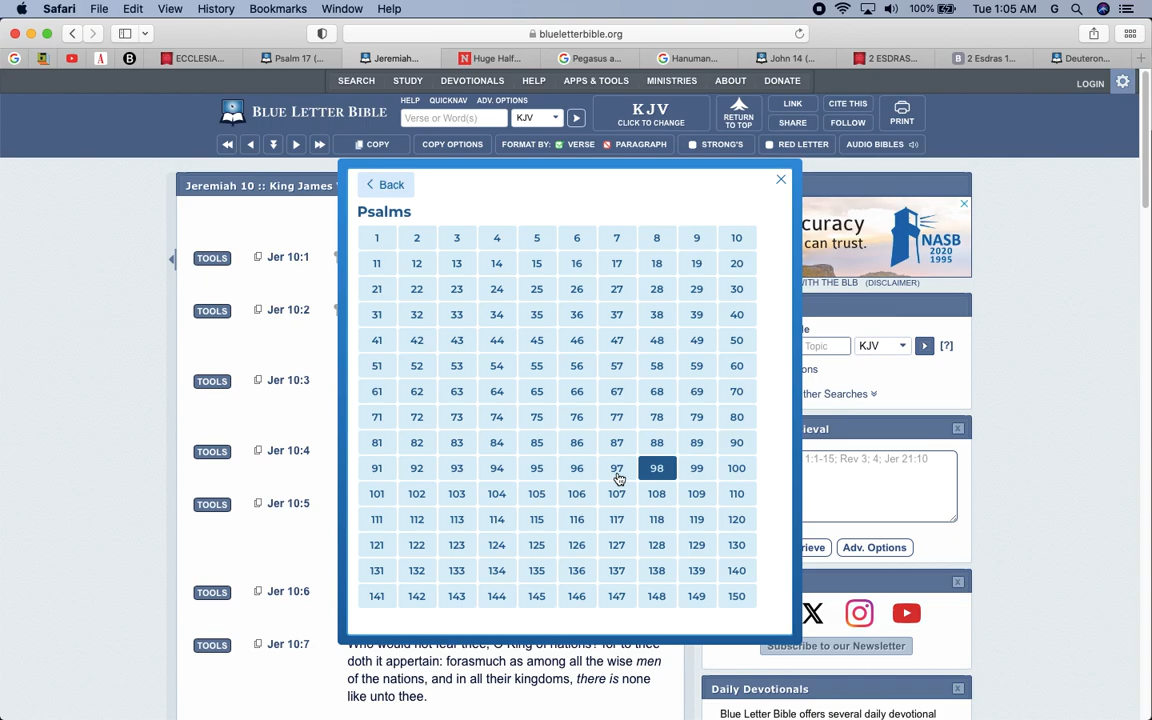 Safari File Edit View History Bookmarks Window Help 100% Tue 1:05 AM G
blueletterbible.org
ECCLESIA... Psalm 17 (... Jeremiah... Huge Half... Pegasus a... Hanuman... John 14 (... 2 ESDRAS... 2 Esdras 1... Deuteron...
SEARCH STUDY DEVOTIONALS HELP APPS & TOOLS MINISTRIES ABOUT DONATE LOGIN
BLUE LETTER BIBLE
HELP QUICKNAV ADV. OPTIONS
Verse or Word(s) KJV
KJV
CLICK TO CHANGE
RETURN
TO TOP
LINK CITE THIS
SHARE FOLLOW
PRINT
COPY COPY OPTIONS FORMAT BY: VERSE PARAGRAPH STRONG'S RED LETTER AUDIO BIBLES
Jeremiah 10 :: King James
TOOLS Jer 10:1
TOOLS Jer 10:2
TOOLS Jer 10:3
TOOLS Jer 10:4
TOOLS Jer 10:5
TOOLS Jer 10:6
TOOLS Jer 10:7
Back
Psalms
1 2 3 4 5 6 7 8 9 10
11 12 13 14 15 16 17 18 19 20
21 22 23 24 25 26 27 28 29 30
31 32 33 34 35 36 37 38 39 40
41 42 43 44 45 46 47 48 49 50
51 52 53 54 55 56 57 58 59 60
61 62 63 64 65 66 67 68 69 70
71 72 73 74 75 76 77 78 79 80
81 82 83 84 85 86 87 88 89 90
91 92 93 94 95 96 97 98 99 100
101 102 103 104 105 106 107 108 109 110
111 112 113 114 115 116 117 118 119 120
121 122 123 124 125 126 127 128 129 130
131 132 133 134 135 136 137 138 139 140
141 142 143 144 145 146 147 148 149 150
Who would not fear thee, O King of nations? for to thee
doth it appertain: forasmuch as among all the wise men
of the nations, and in all their kingdoms, there is none
like unto thee.
curacy
can trust.
NASB
2020
1995
WITH THE BLB (DISCLAIMER)
le
Topic KJV [?]
ons
ther Searches
ieval
1:1-15; Rev 3; 4; Jer 21:10
rieve Adv. Options
Subscribe to our Newsletter
Daily Devotionals
Blue Letter Bible offers several daily devotional